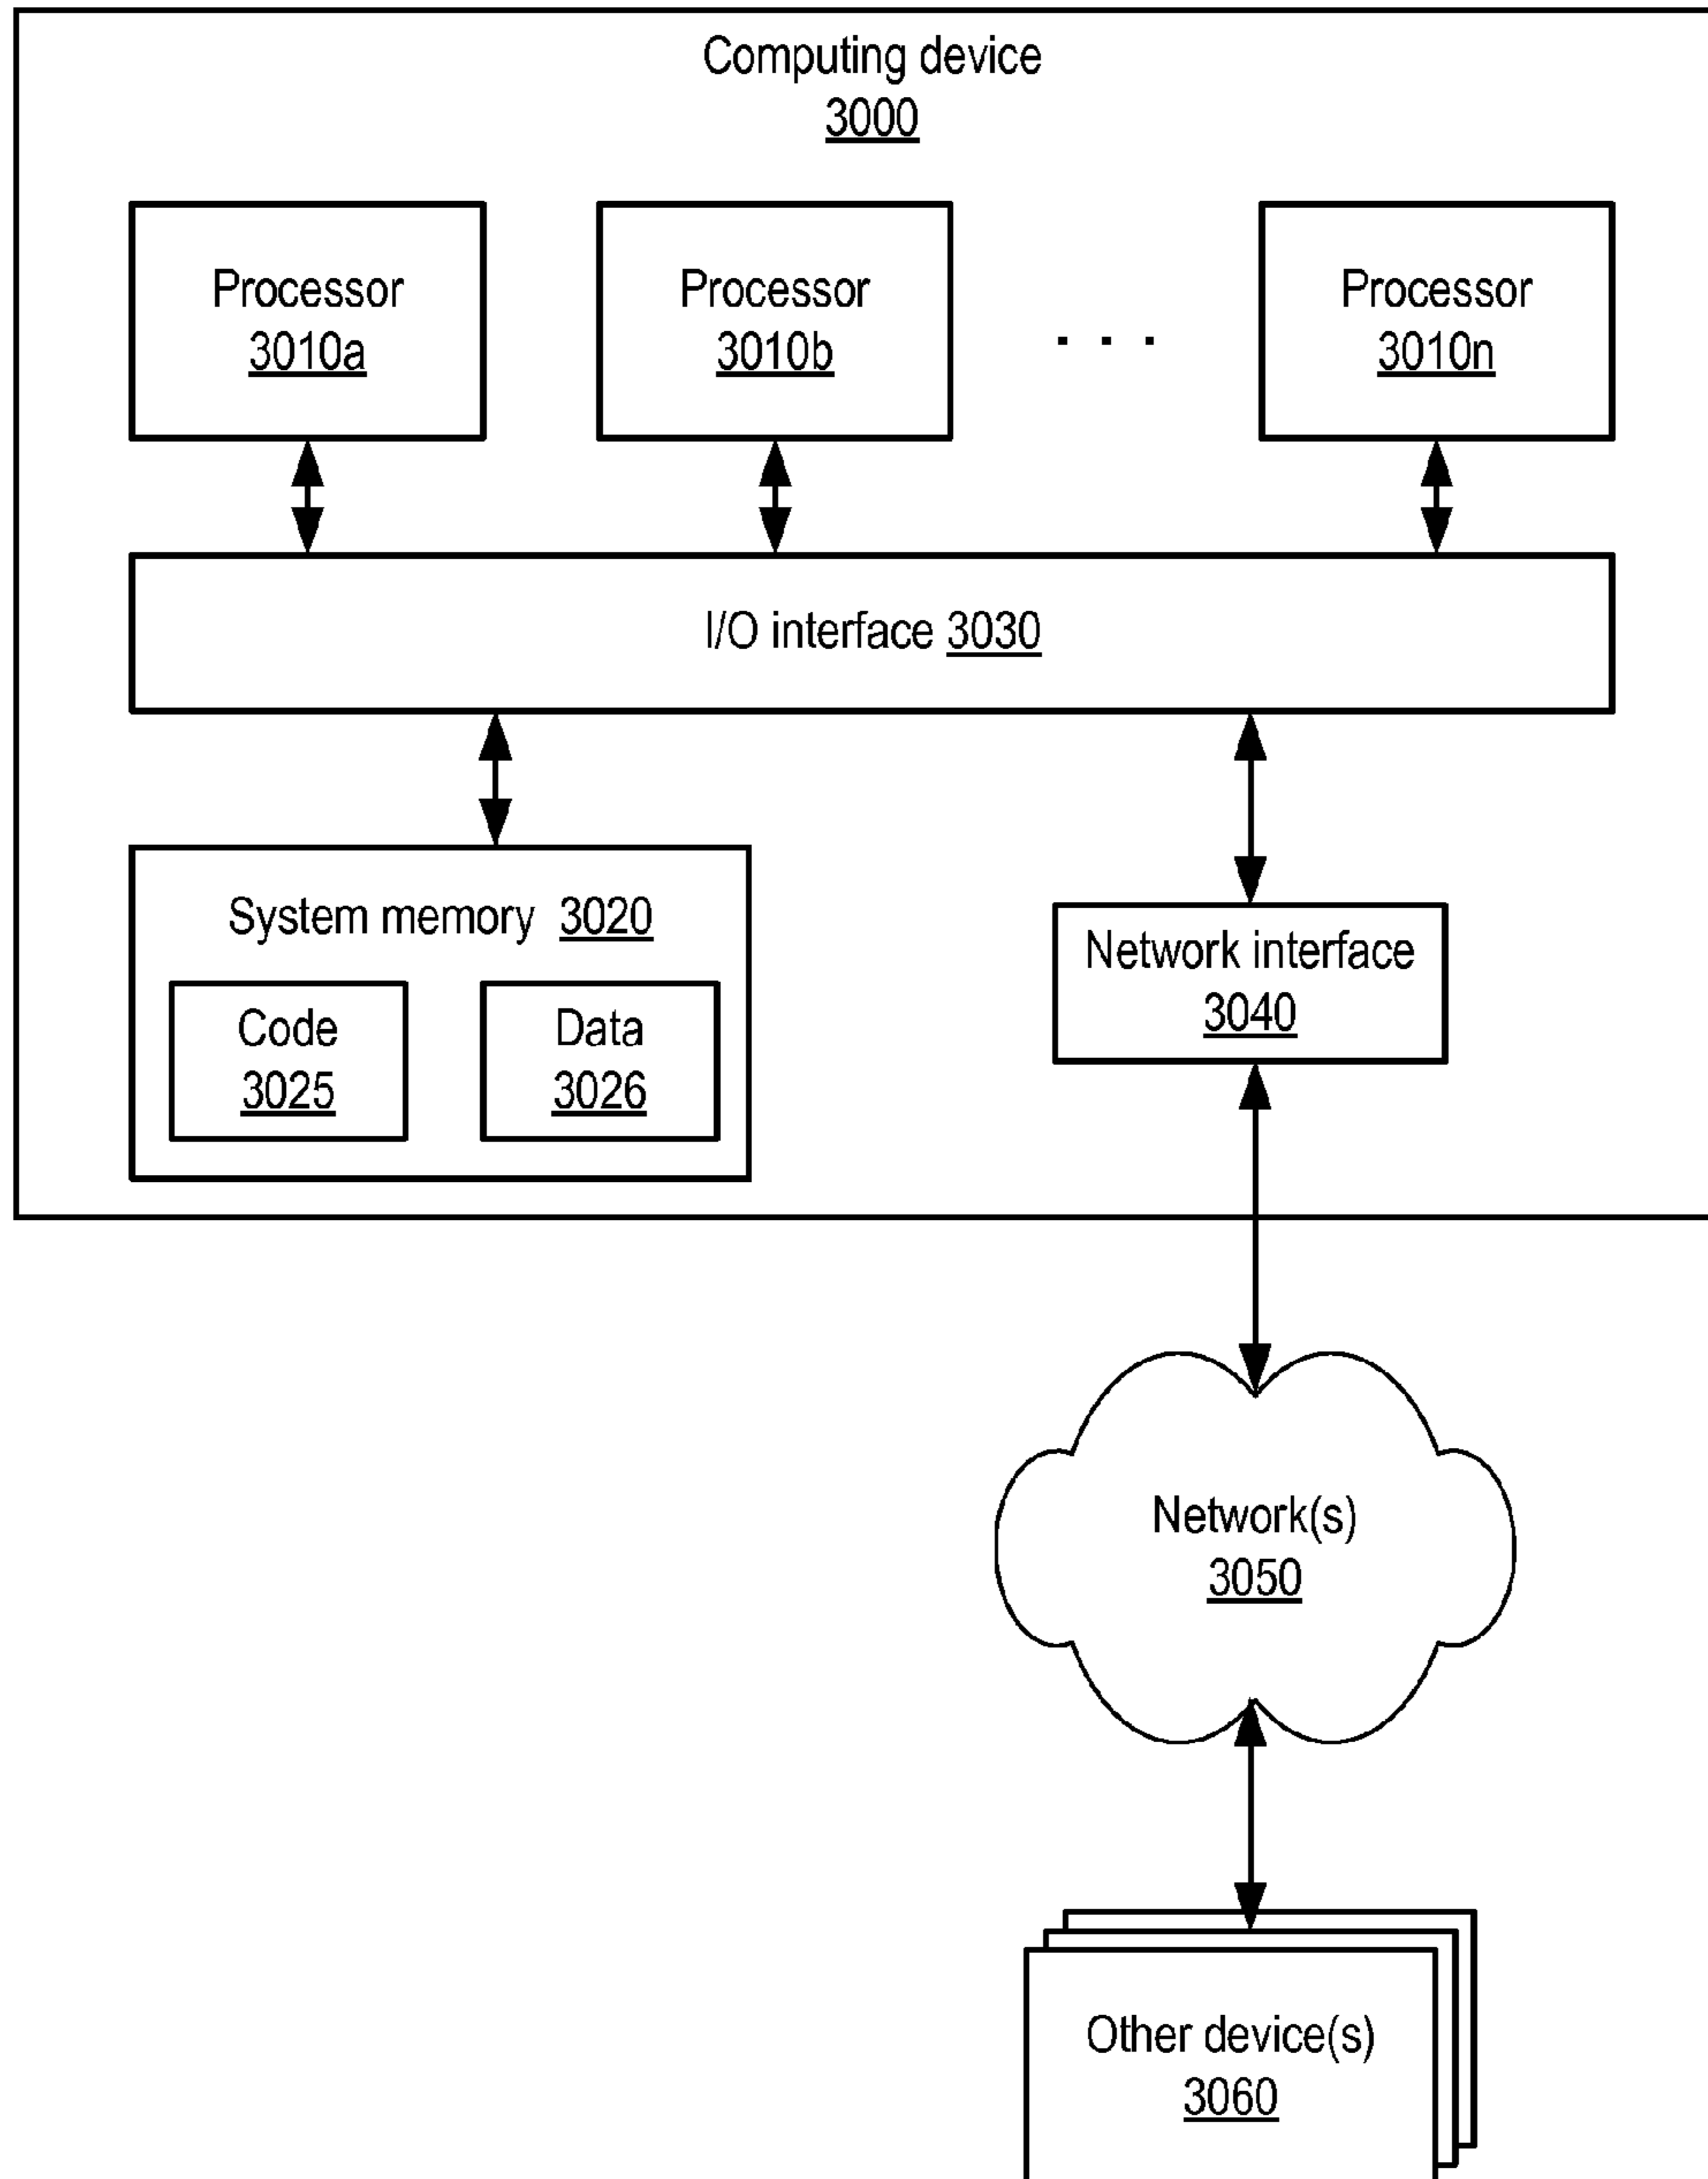 Computing device
3000
Processor
3010a
Processor
3010b
. . .
Processor
3010n
I/O interface 3030
System memory 3020
Code
3025
Data
3026
Network interface
3040
Network(s)
3050
Other device(s)
3060